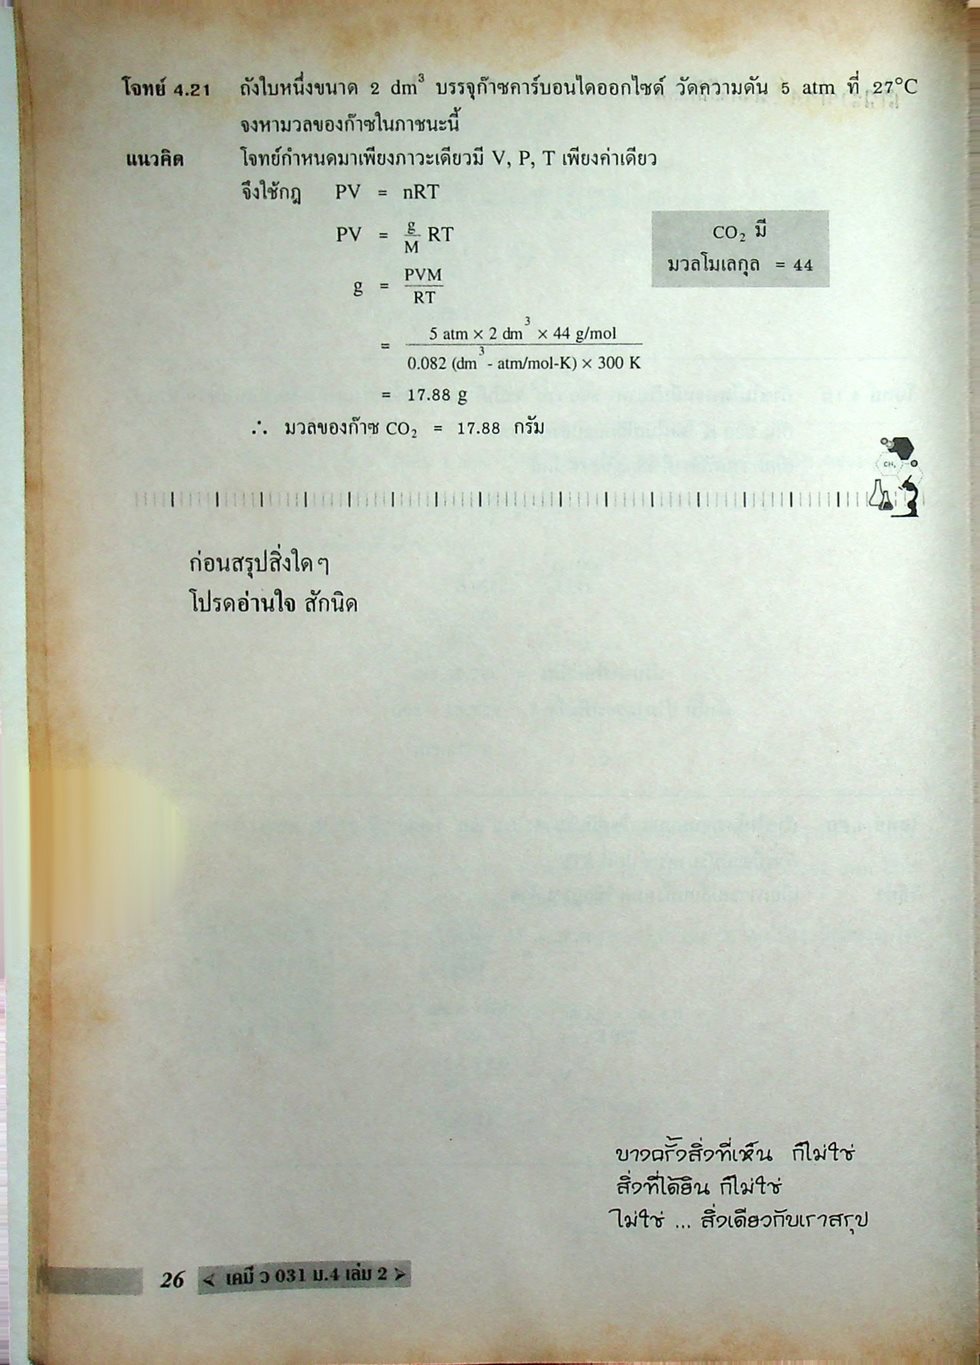 โจทย์ 4.21 ถังใบหนึ่งขนาด 2 dm³ บรรจุก๊าซคาร์บอนไดออกไซด์ วัดความดัน 5 atm ที่ 27°C
จงหามวลของก๊าซในภาชนะนี้
แนวคิด โจทย์กำหนดมาเพียงภาวะเดียวมี V, P, T เพียงค่าเดียว
จึงใช้กฎ PV = nRT
PV = g/M RT
CO₂ มี
มวลโมเลกุล = 44
g = PVM/RT
= 5 atm × 2 dm³ × 44 g/mol
0.082 (dm³ - atm/mol-K) × 300 K
= 17.88 g
∴ มวลของก๊าซ CO₂ = 17.88 กรัม
CH₄
ก่อนสรุปสิ่งใดๆ
โปรดอ่านใจ สักนิด
บางครั้งสิ่งที่เห็น ก็ไม่ใช่
สิ่งที่ได้ยิน ก็ไม่ใช่
ไม่ใช่ ... สิ่งเดียวกับเราสรุป
26 < เคมี ว 031 ม.4 เล่ม 2 >